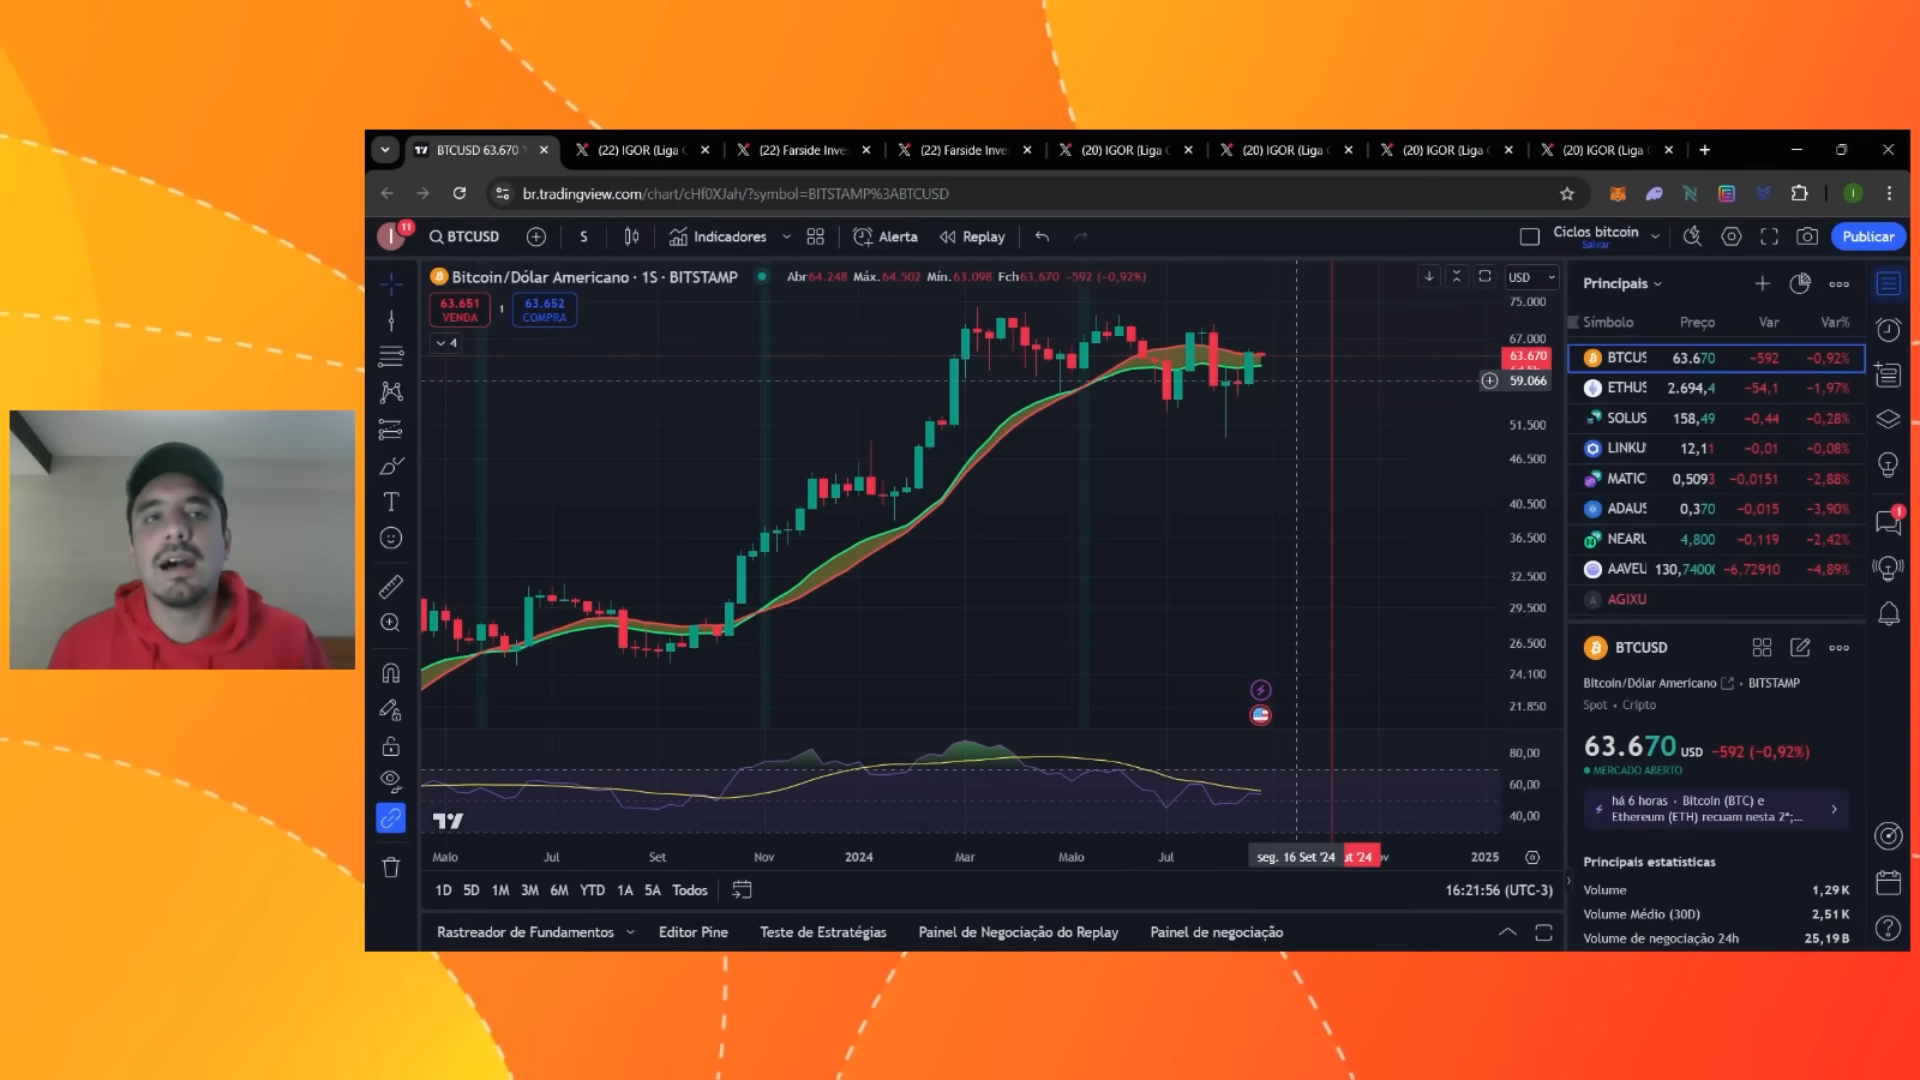 BTCUSD 63.670
(22) IGOR (Liga
(22) Farside Inve
(22) Farside Inve
(20) IGOR (Liga
(20) IGOR (Liga
(20) IGOR (Liga
(20) IGOR (Liga
br.tradingview.com/chart/cHf0XJah/?symbol=BITSTAMP%3ABTCUSD
I
I
11
BTCUSD
S
Indicadores
Alerta
Replay
Ciclos bitcoin
Salvar
Publicar
Bitcoin/Dólar Americano · 1S · BITSTAMP
Abr64.248 Máx.64.502 Mín.63.098 Fch63.670 −592 (−0,92%)
63.651
VENDA
1
63.652
COMPRA
4
USD
75.000
67.000
63.670
59.066
51.500
46.500
40.500
36.500
32.500
29.500
26.500
24.100
21.850
80,00
60,00
40,00
Maio
Jul
Set
Nov
2024
Mar
Maio
Jul
seg. 16 Set '24
ut '24
2025
1D 5D 1M 3M 6M YTD 1A 5A Todos
16:21:56 (UTC-3)
Rastreador de Fundamentos
Editor Pine
Teste de Estratégias
Painel de Negociação do Replay
Painel de negociação
Principais
Símbolo Preço Var Var%
BTCUS 63.670 −592 −0,92%
ETHUS 2.694,4 −54,1 −1,97%
SOLUS 158,49 −0,44 −0,28%
LINKU 12,11 −0,01 −0,08%
MATIC 0,5093 −0,0151 −2,88%
ADAUS 0,370 −0,015 −3,90%
NEARU 4,800 −0,119 −2,42%
AAVEU 130,7400 −6,72910 −4,89%
A AGIXU
1
BTCUSD
Bitcoin/Dólar Americano · BITSTAMP
Spot · Cripto
63.670 USD −592 (−0,92%)
MERCADO ABERTO
há 6 horas · Bitcoin (BTC) e
Ethereum (ETH) recuam nesta 2ª;...
Principais estatísticas
Volume 1,29 K
Volume Médio (30D) 2,51 K
Volume de negociação 24h 25,19 B